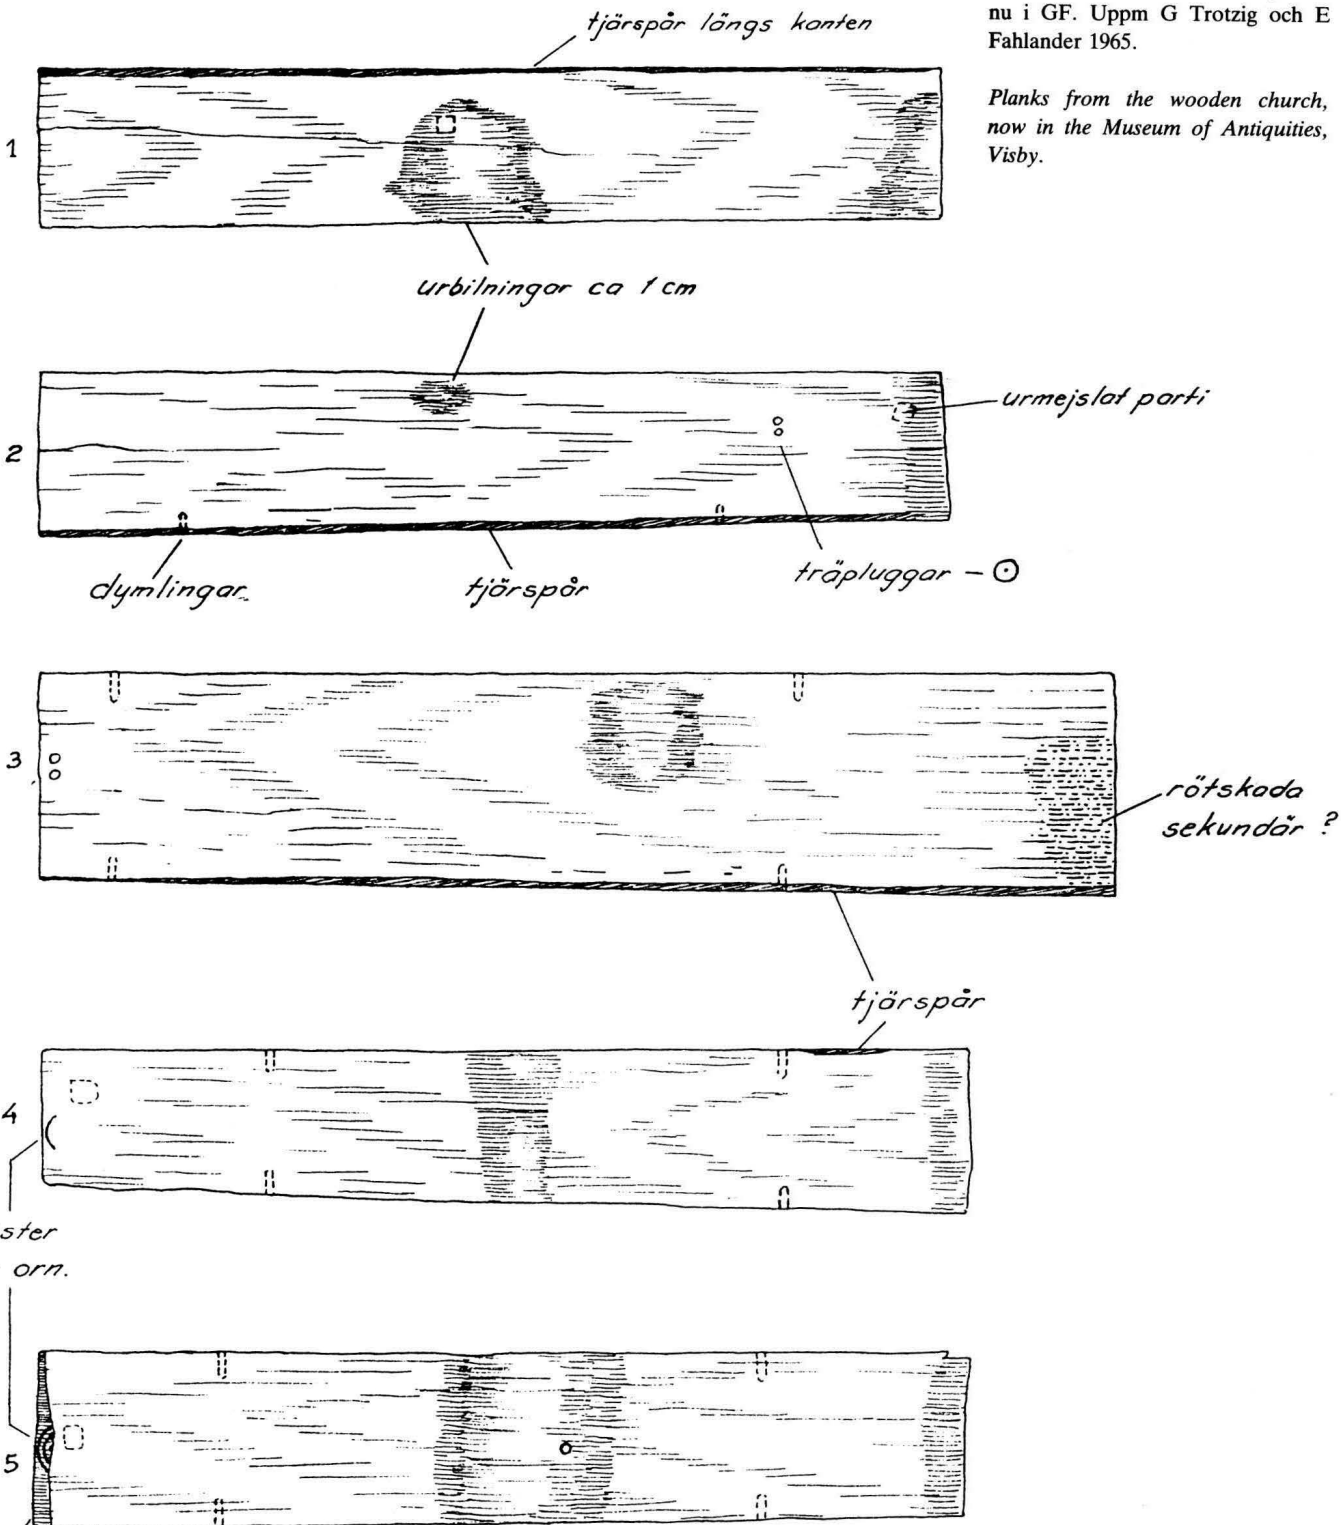 nu i GF. Uppm G Trotzig och E
Fahlander 1965.
Planks from the wooden church,
now in the Museum of Antiquities,
Visby.
tjärspår längs kanten
1
urbilningar ca 1 cm
2
urmejslat parti
dymlingar
tjärspår
träpluggar –
3
rötskada
sekundär ?
tjärspår
4
ster
orn.
5